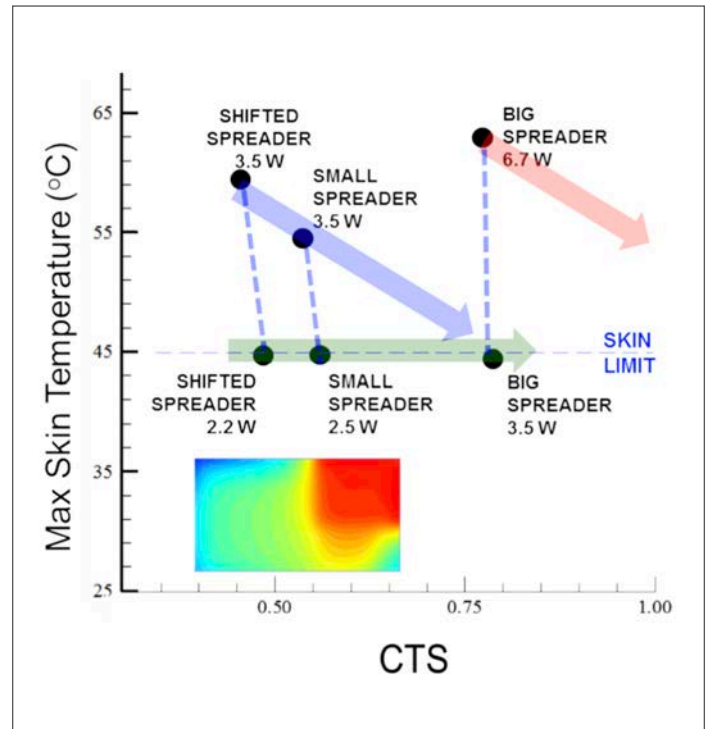 Max Skin Temperature (°C)
65
55
45
35
25
SHIFTED
SPREADER
3.5 W
SMALL
SPREADER
3.5 W
BIG
SPREADER
6.7 W
SKIN
LIMIT
SHIFTED
SPREADER
2.2 W
SMALL
SPREADER
2.5 W
BIG
SPREADER
3.5 W
0.50
0.75
1.00
CTS